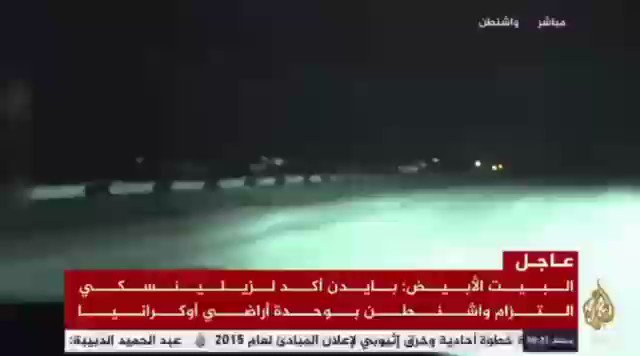 مباشر واشنطن
عاجل
البيت الأبيض: بايدن أكد لزيلينسكي
التزام واشنطن بوحدة أراضي أوكرانيا
خطوة أحادية وخرق إثيوبي لإعلان المبادئ لعام 2015 عبد الحميد الدبيبة: